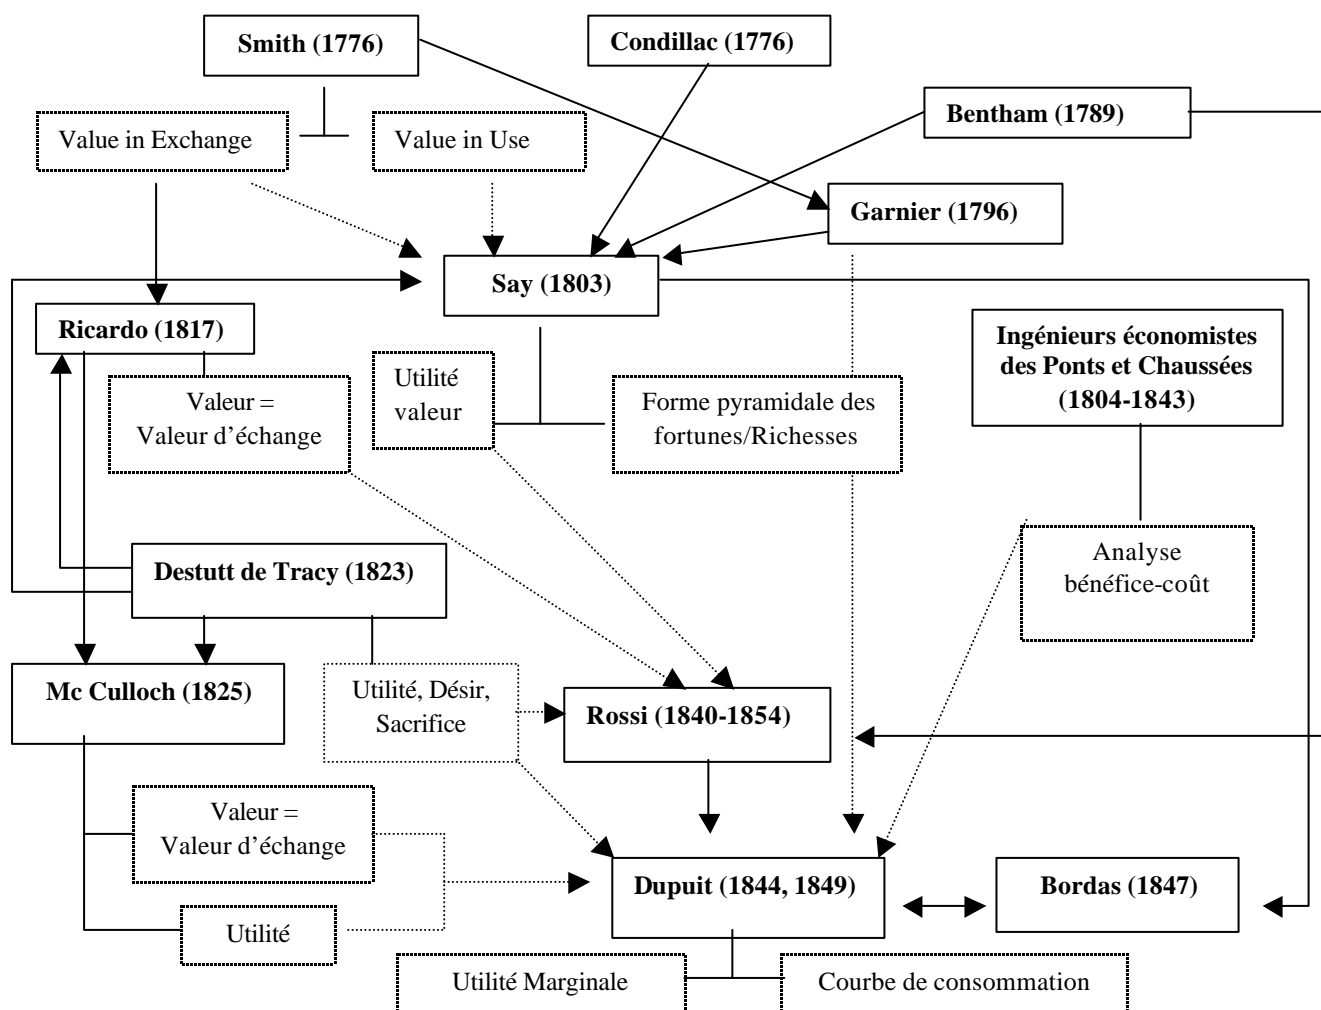 Smith (1776)
Condillac (1776)
Bentham (1789)
Value in Exchange
Value in Use
Garnier (1796)
Say (1803)
Ricardo (1817)
Ingénieurs économistes
des Ponts et Chaussées
(1804-1843)
Utilité
valeur
Valeur =
Valeur d’échange
Forme pyramidale des
fortunes/Richesses
Analyse
bénéfice-coût
Destutt de Tracy (1823)
Mc Culloch (1825)
Utilité, Désir,
Sacrifice
Rossi (1840-1854)
Valeur =
Valeur d’échange
Dupuit (1844, 1849)
Bordas (1847)
Utilité
Utilité Marginale
Courbe de consommation